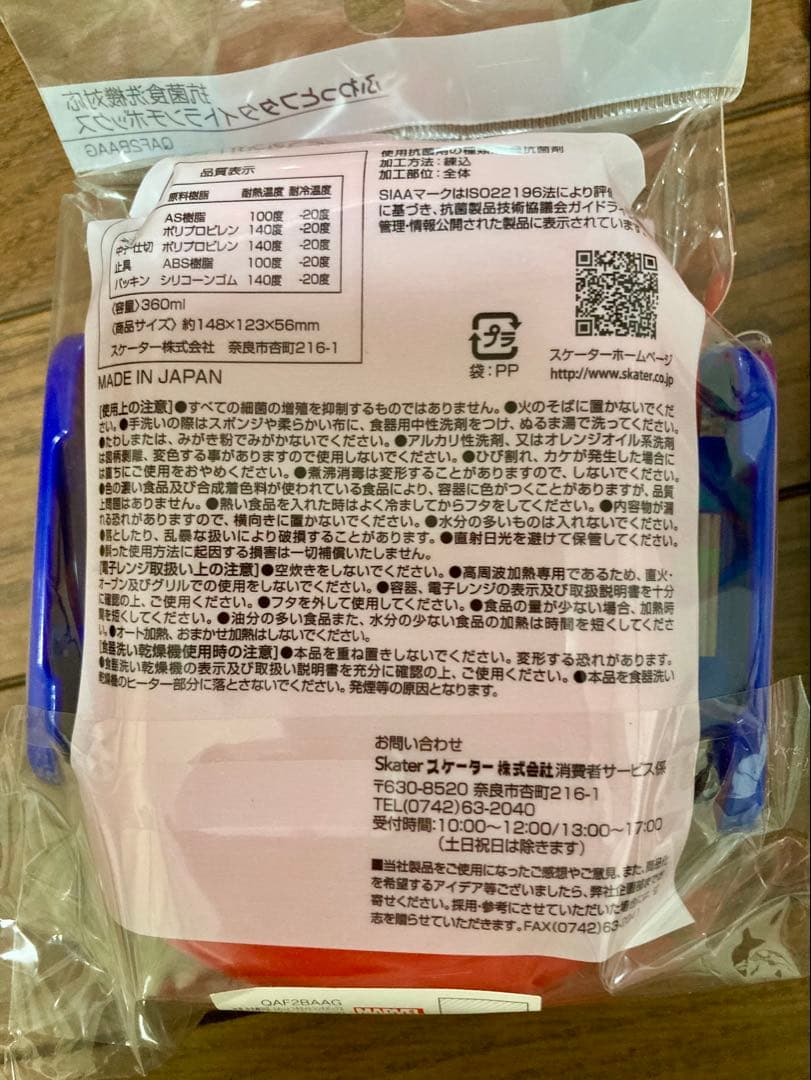 抗菌食洗機対応
ふわっとフタタイトランチボックス
QAF2BAAG
品質表示
原料樹脂 耐熱温度 耐冷温度
AS樹脂 100度 -20度
ポリプロピレン 140度 -20度
中子・仕切 ポリプロピレン 140度 -20度
止具 ABS樹脂 100度 -20度
パッキン シリコーンゴム 140度 -20度
〈容量〉360ml
〈商品サイズ〉約148×123×56mm
スケーター株式会社 奈良市杏町216-1
MADE IN JAPAN
使用抗菌剤の種類 抗菌剤
加工方法:練込
加工部位:全体
SIAAマークはISO22196法により評
に基づき、抗菌製品技術協議会ガイドラ
管理・情報公開された製品に表示されています
プラ
袋:PP
スケーターホームページ
http://www.skater.co.jp
[使用上の注意]●すべての細菌の増殖を抑制するものではありません。●火のそばに置かないでくだ
さい。●手洗いの際はスポンジや柔らかい布に、食器用中性洗剤をつけ、ぬるま湯で洗ってください。
●たわしまたは、みがき粉でみがかないでください。●アルカリ性洗剤、又はオレンジオイル系洗剤
は図柄剥離、変色する事がありますので使用しないでください。●ひび割れ、カケが発生した場合に
は直ちにご使用をおやめください。●煮沸消毒は変形することがありますので、しないでください。
●色の濃い食品及び合成着色料が使われている食品により、容器に色がつくことがありますが、品質
上問題はありません。●熱い食品を入れた時はよく冷ましてからフタをしてください。●内容物が漏
れる恐れがありますので、横向きに置かないでください。●水分の多いものは入れないでください。
●落としたり、乱暴な扱いにより破損することがあります。●直射日光を避けて保管してください。
●誤った使用方法に起因する損害は一切補償いたしません。
[電子レンジ取扱い上の注意]●空炊きをしないでください。●高周波加熱専用であるため、直火・
オーブン及びグリルでの使用をしないでください。●容器、電子レンジの表示及び取扱説明書を十分
に確認の上、ご使用ください。●フタを外して使用してください。●食品の量が少ない場合、加熱時
間を短くしてください。●油分の多い食品また、水分の少ない食品の加熱は時間を短くしてくださ
い。●オート加熱、おまかせ加熱はしないでください。
[食器洗い乾燥機使用時の注意]●本品を重ね置きしないでください。変形する恐れがあります。
●食器洗い乾燥機の表示及び取扱い説明書を充分に確認の上、ご使用ください。●本品を食器洗い
乾燥機のヒーター部分に落とさないでください。発煙等の原因となります。
お問い合わせ
Skater スケーター株式会社消費者サービス係
〒630-8520 奈良市杏町216-1
TEL(0742)63-2040
受付時間:10:00〜12:00/13:00〜17:00
(土日祝日は除きます)
■当社製品をご使用になったご感想やご意見、また、商品化
を希望するアイデア等ございましたら、弊社企画部まで
寄せください。採用・参考にさせていただいた場合
志を贈らせていただきます。FAX(0742)63
QAF2BAAG
MARVEL